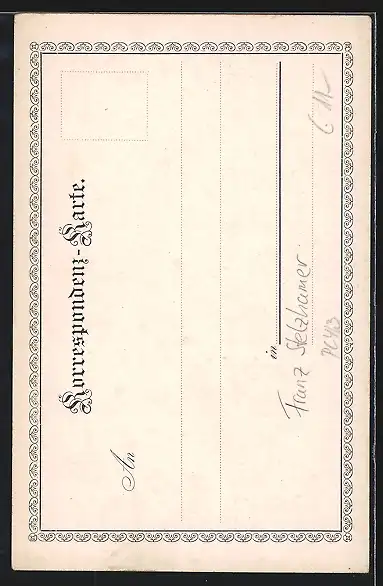 Korrespondenz-Karte.
An
in
Franz Stelzhamer